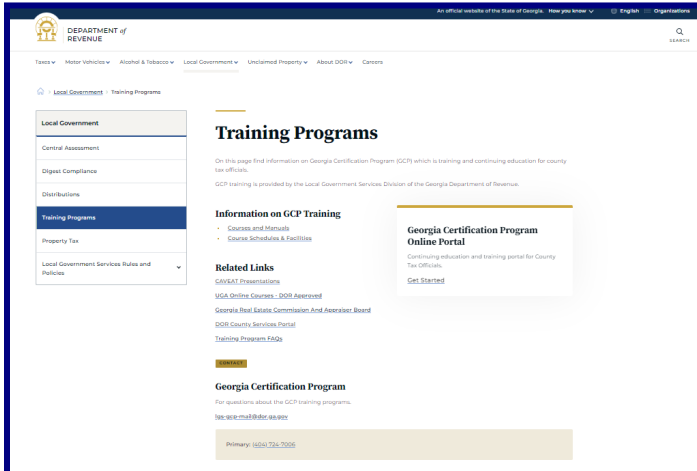 An official website of the State of Georgia. How you know English Organizations
DEPARTMENT of
REVENUE
SEARCH
Taxes Motor Vehicles Alcohol & Tobacco Local Government Unclaimed Property About DOR Careers
Local Government Training Programs
Local Government
Central Assessment
Digest Compliance
Distributions
Training Programs
Property Tax
Local Government Services Rules and
Policies
Training Programs
On this page find information on Georgia Certification Program (GCP) which is training and continuing education for county
tax officials.
GCP training is provided by the Local Government Services Division of the Georgia Department of Revenue.
Information on GCP Training
Courses and Manuals
Course Schedules & Facilities
Related Links
CAVEAT Presentations
UGA Online Courses - DOR Approved
Georgia Real Estate Commission And Appraiser Board
DOR County Services Portal
Training Program FAQs
Georgia Certification Program
Online Portal
Continuing education and training portal for County
Tax Officials.
Get Started
CONTACT
Georgia Certification Program
For questions about the GCP training programs.
lgs-gcp-mail@dor.ga.gov
Primary: (404) 724-7006